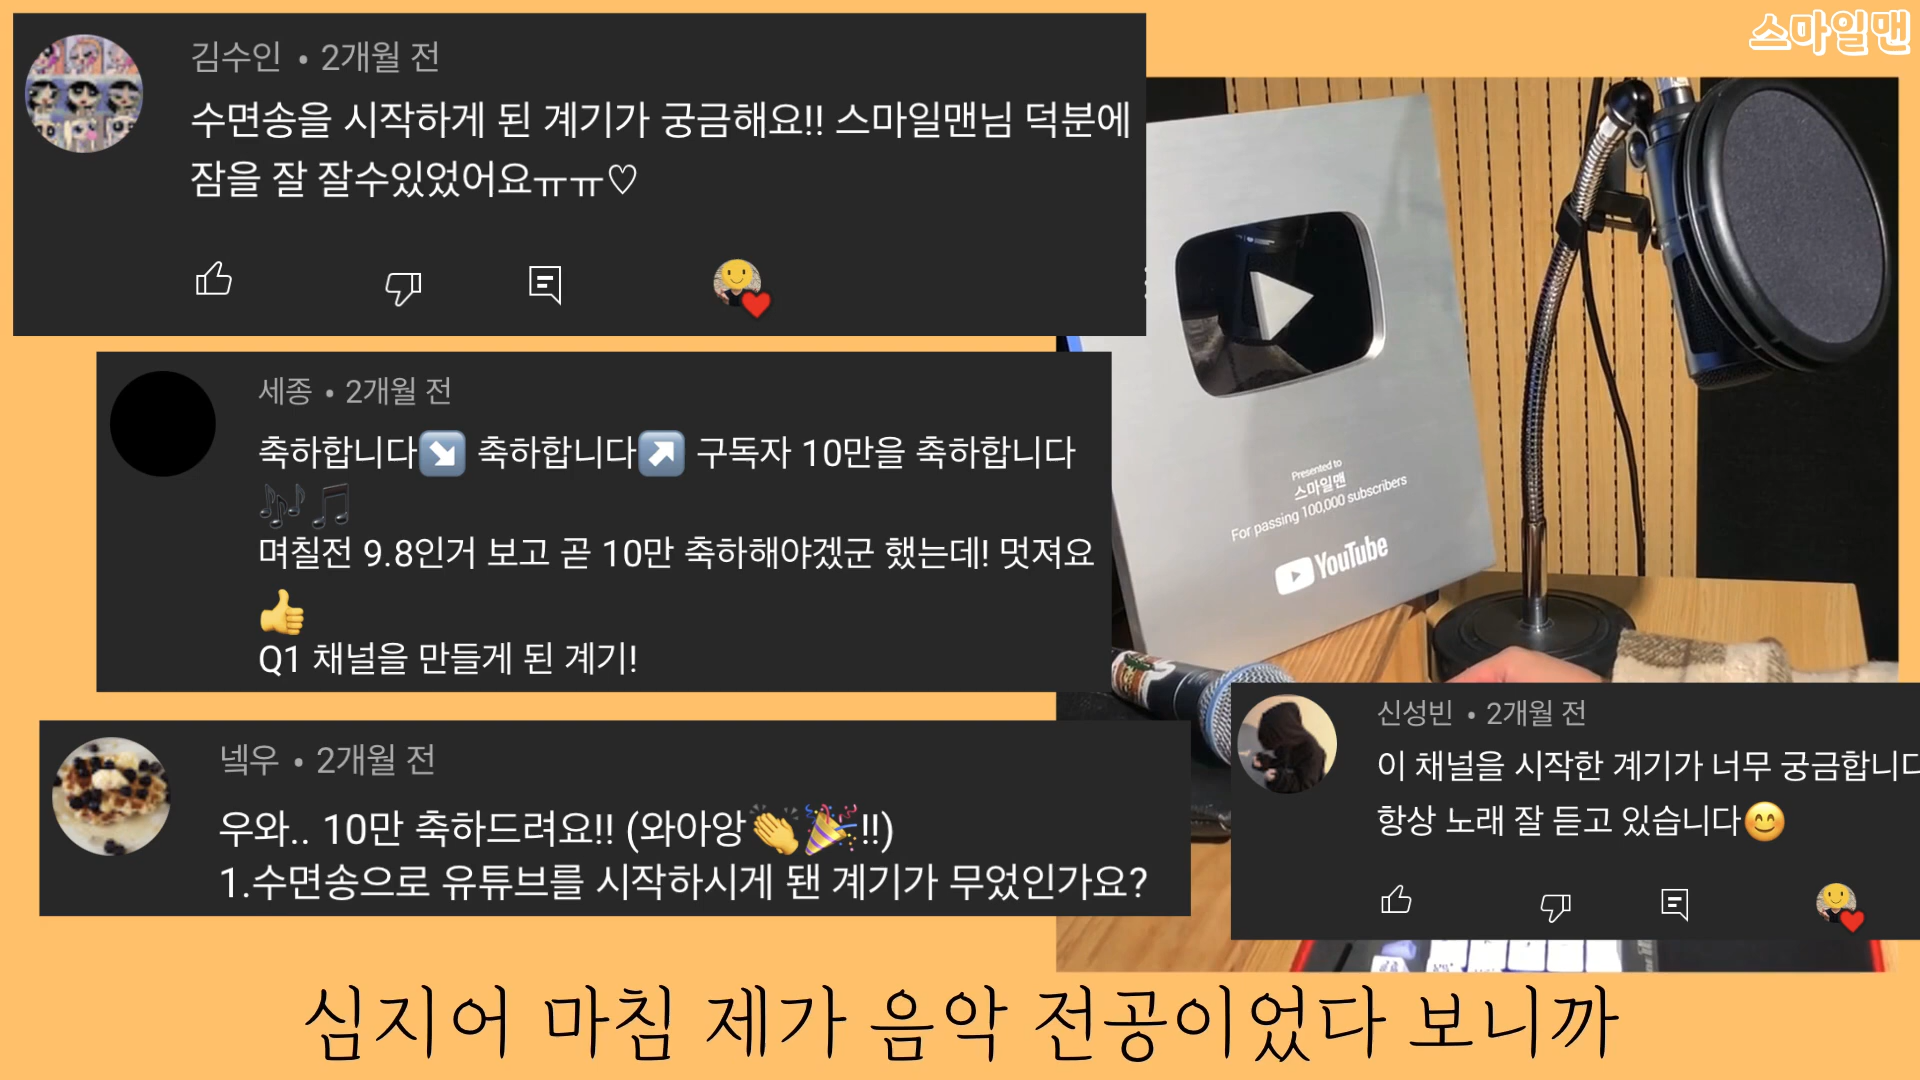 스마일맨
김수인 • 2개월 전
수면송을 시작하게 된 계기가 궁금해요!! 스마일맨님 덕분에
잠을 잘 잘수있었어요ㅠㅠ♡
세종 • 2개월 전
축하합니다↘️ 축하합니다↗️ 구독자 10만을 축하합니다
🎶🎵
며칠전 9.8인거 보고 곧 10만 축하해야겠군 했는데! 멋져요
👍
Q1 채널을 만들게 된 계기!
Presented to
스마일맨
For passing 100,000 subscribers
YouTube
넼우 • 2개월 전
우와.. 10만 축하드려요!! (와아앙👏🎉!!)
1.수면송으로 유튜브를 시작하시게 됀 계기가 무었인가요?
신성빈 • 2개월 전
이 채널을 시작한 계기가 너무 궁금합니다
항상 노래 잘 듣고 있습니다😊
심지어 마침 제가 음악 전공이었다 보니까